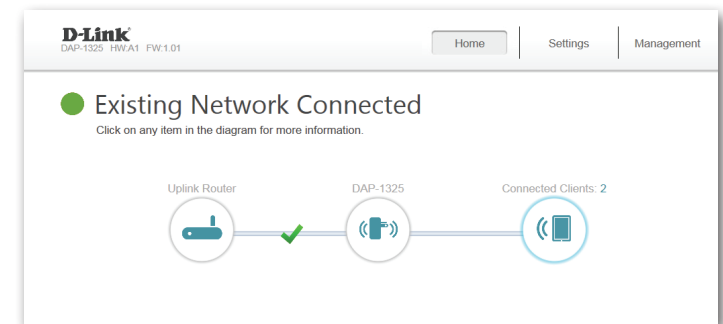 D-Link
DAP-1325 HW:A1 FW:1.01
Home Settings Management
Existing Network Connected
Click on any item in the diagram for more information.
Uplink Router DAP-1325 Connected Clients: 2